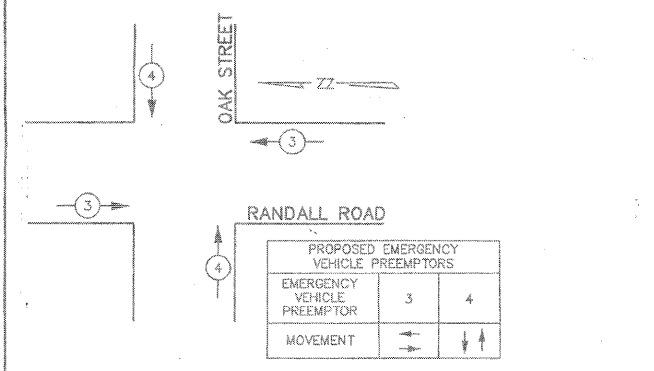 OAK STREET
4
ZZ
3
3
RANDALL ROAD
4
PROPOSED EMERGENCY
VEHICLE PREEMPTORS
EMERGENCY
VEHICLE
PREEMPTOR
3
4
MOVEMENT